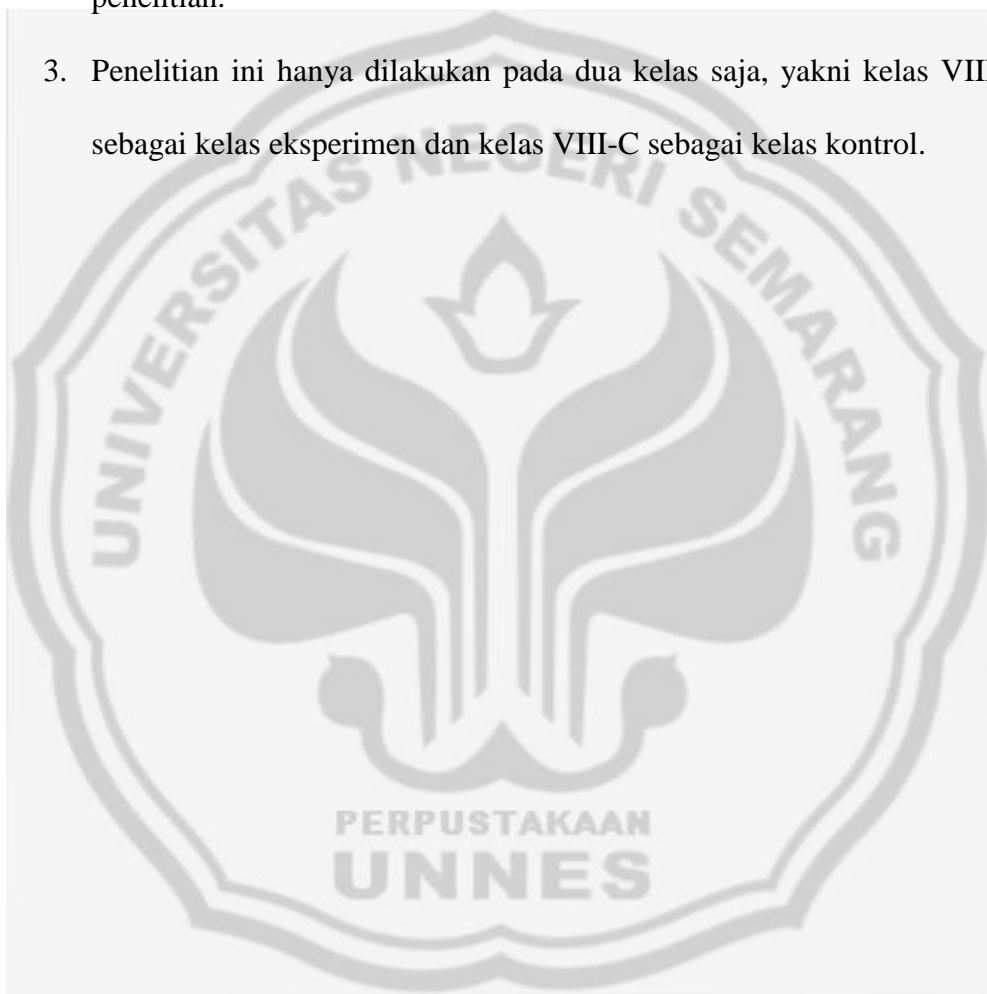 penelitian.
3. Penelitian ini hanya dilakukan pada dua kelas saja, yakni kelas
sebagai kelas eksperimen dan kelas VIII-C sebagai kelas kontrol.
UNIVERSITAS NEGERI SEMARANG
PERPUSTAKAAN
UNNES